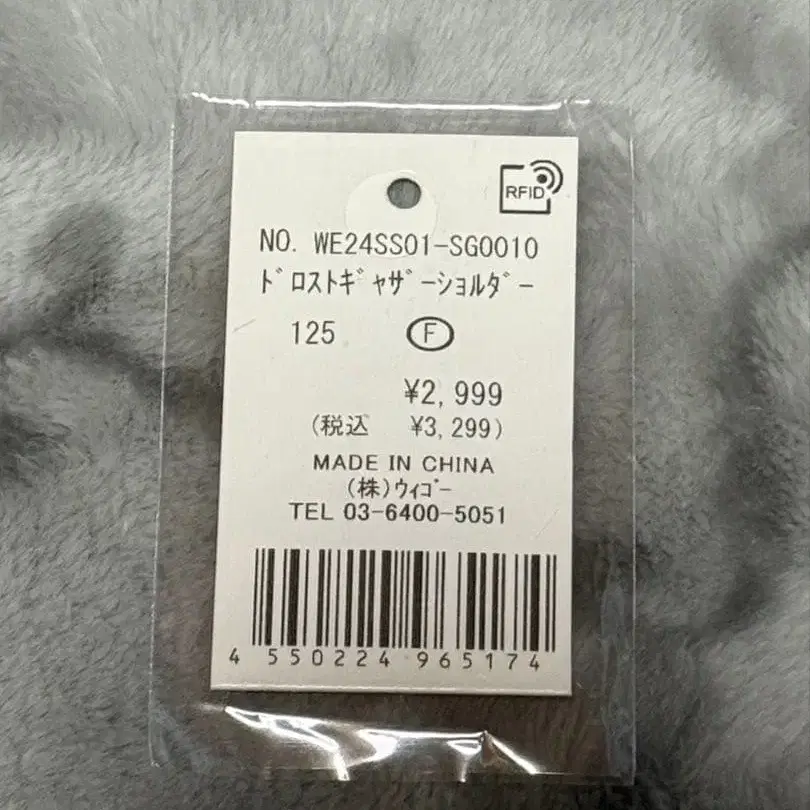 RFID
NO. WE24SS01-SG0010
ﾄﾞﾛｽﾄｷﾞｬｻﾞｰｼｮﾙﾀﾞｰ
125 F
¥2,999
(税込 ¥3,299)
MADE IN CHINA
(株)ｳｨｺﾞｰ
TEL 03-6400-5051
4 550224 965174